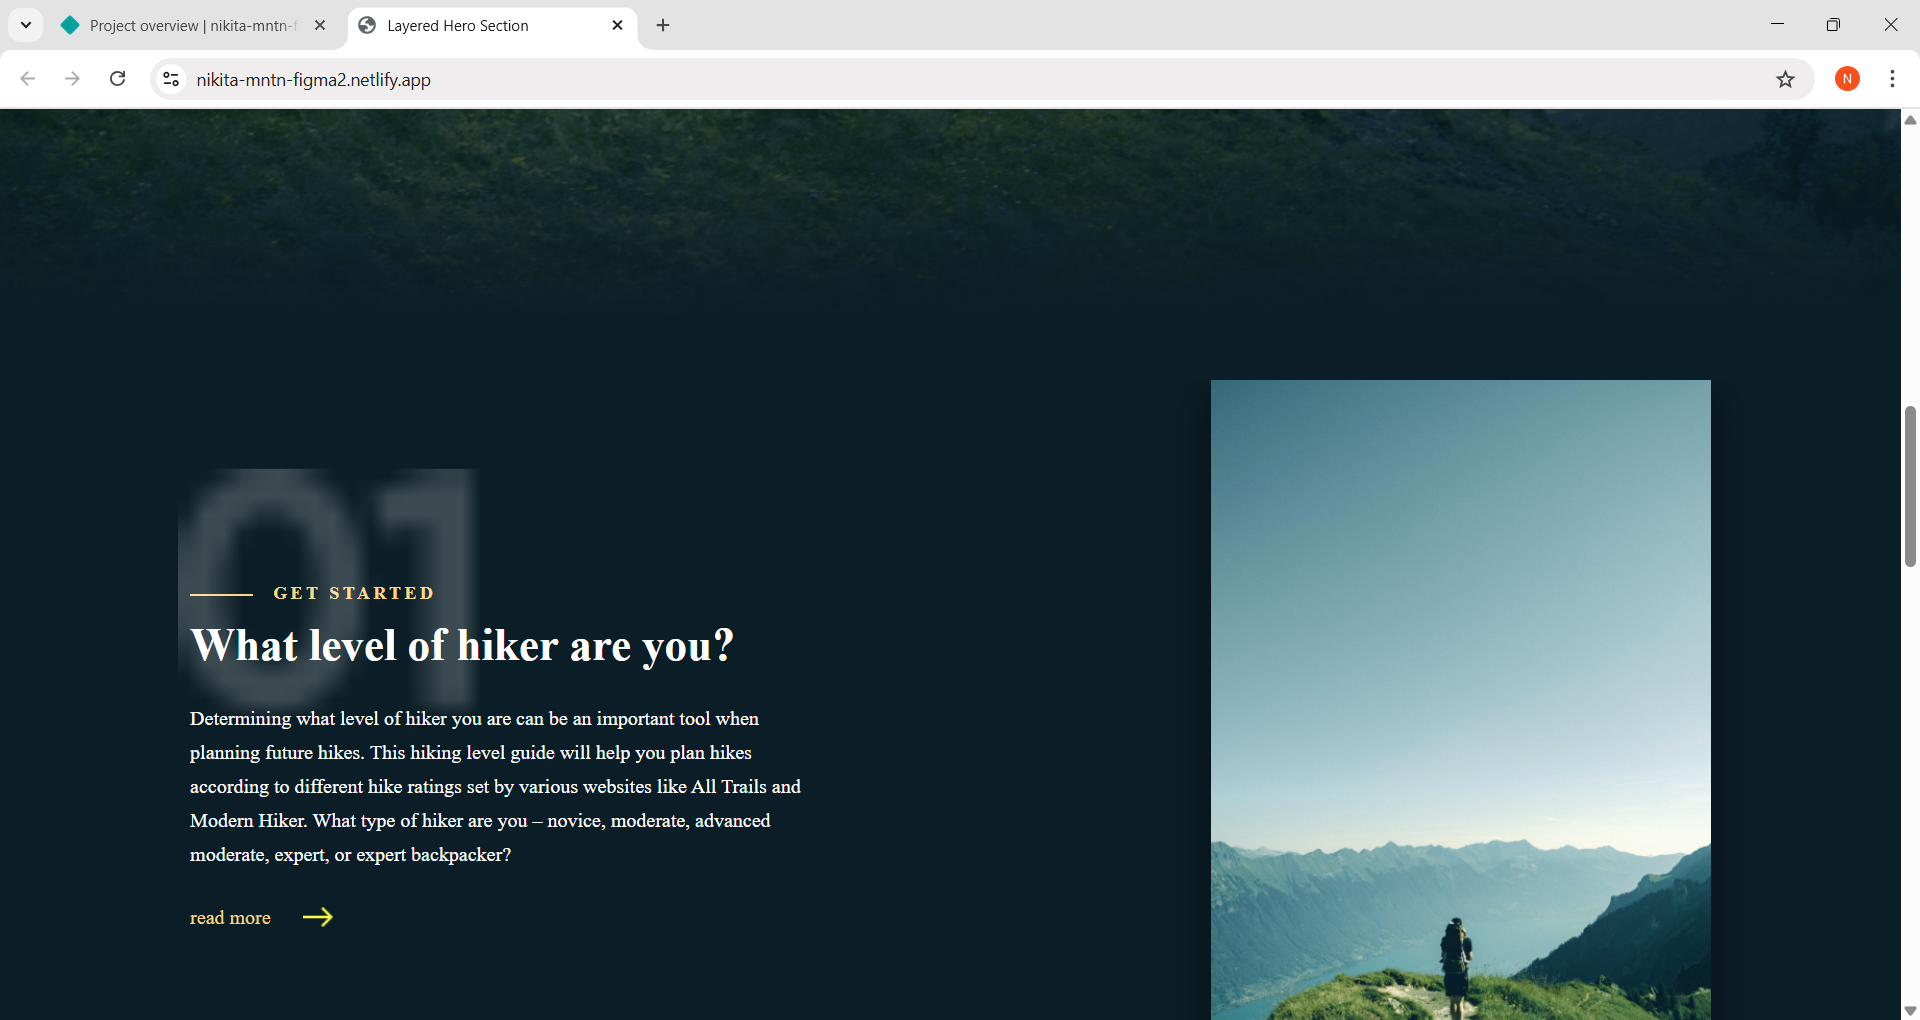 Project overview | nikita-mntn-f
Layered Hero Section
nikita-mntn-figma2.netlify.app
N
01
GET STARTED
What level of hiker are you?
Determining what level of hiker you are can be an important tool when
planning future hikes. This hiking level guide will help you plan hikes
according to different hike ratings set by various websites like All Trails and
Modern Hiker. What type of hiker are you – novice, moderate, advanced
moderate, expert, or expert backpacker?
read more